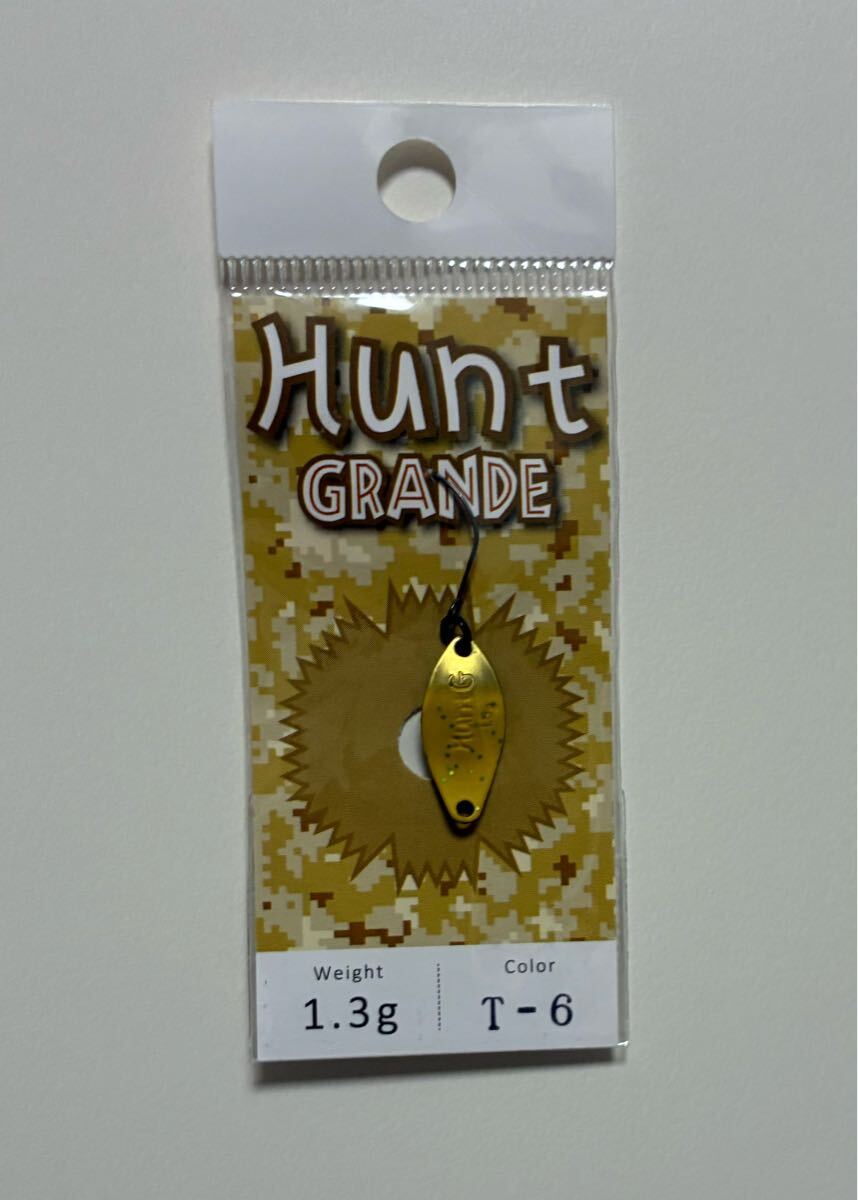 Hunt
GRANDE
Weight
Color
1.3g
T-6